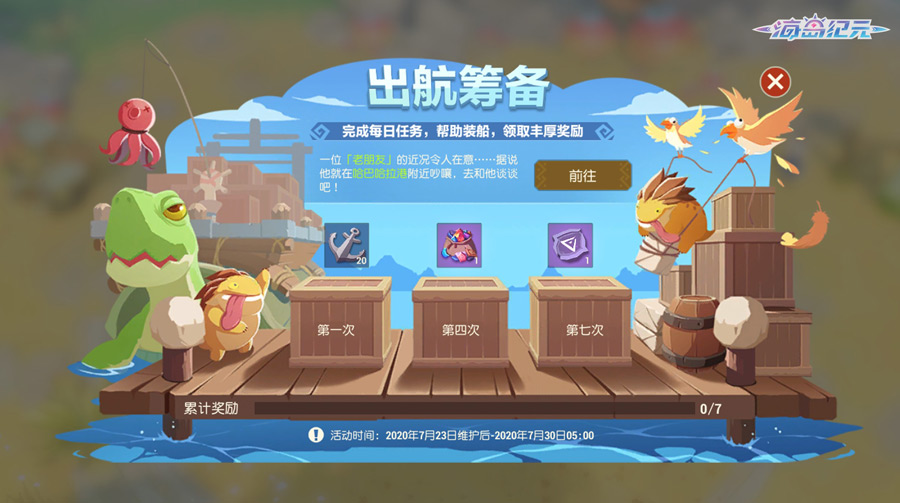 海岛纪元
出航筹备
完成每日任务，帮助装船，领取丰厚奖励
一位「老朋友」的近况令人在意……据说
他就在哈巴哈拉港附近吵嚷，去和他谈谈
吧！
前往
20
1
1
第一次
第四次
第七次
累计奖励
0/7
活动时间：2020年7月23日维护后-2020年7月30日05:00